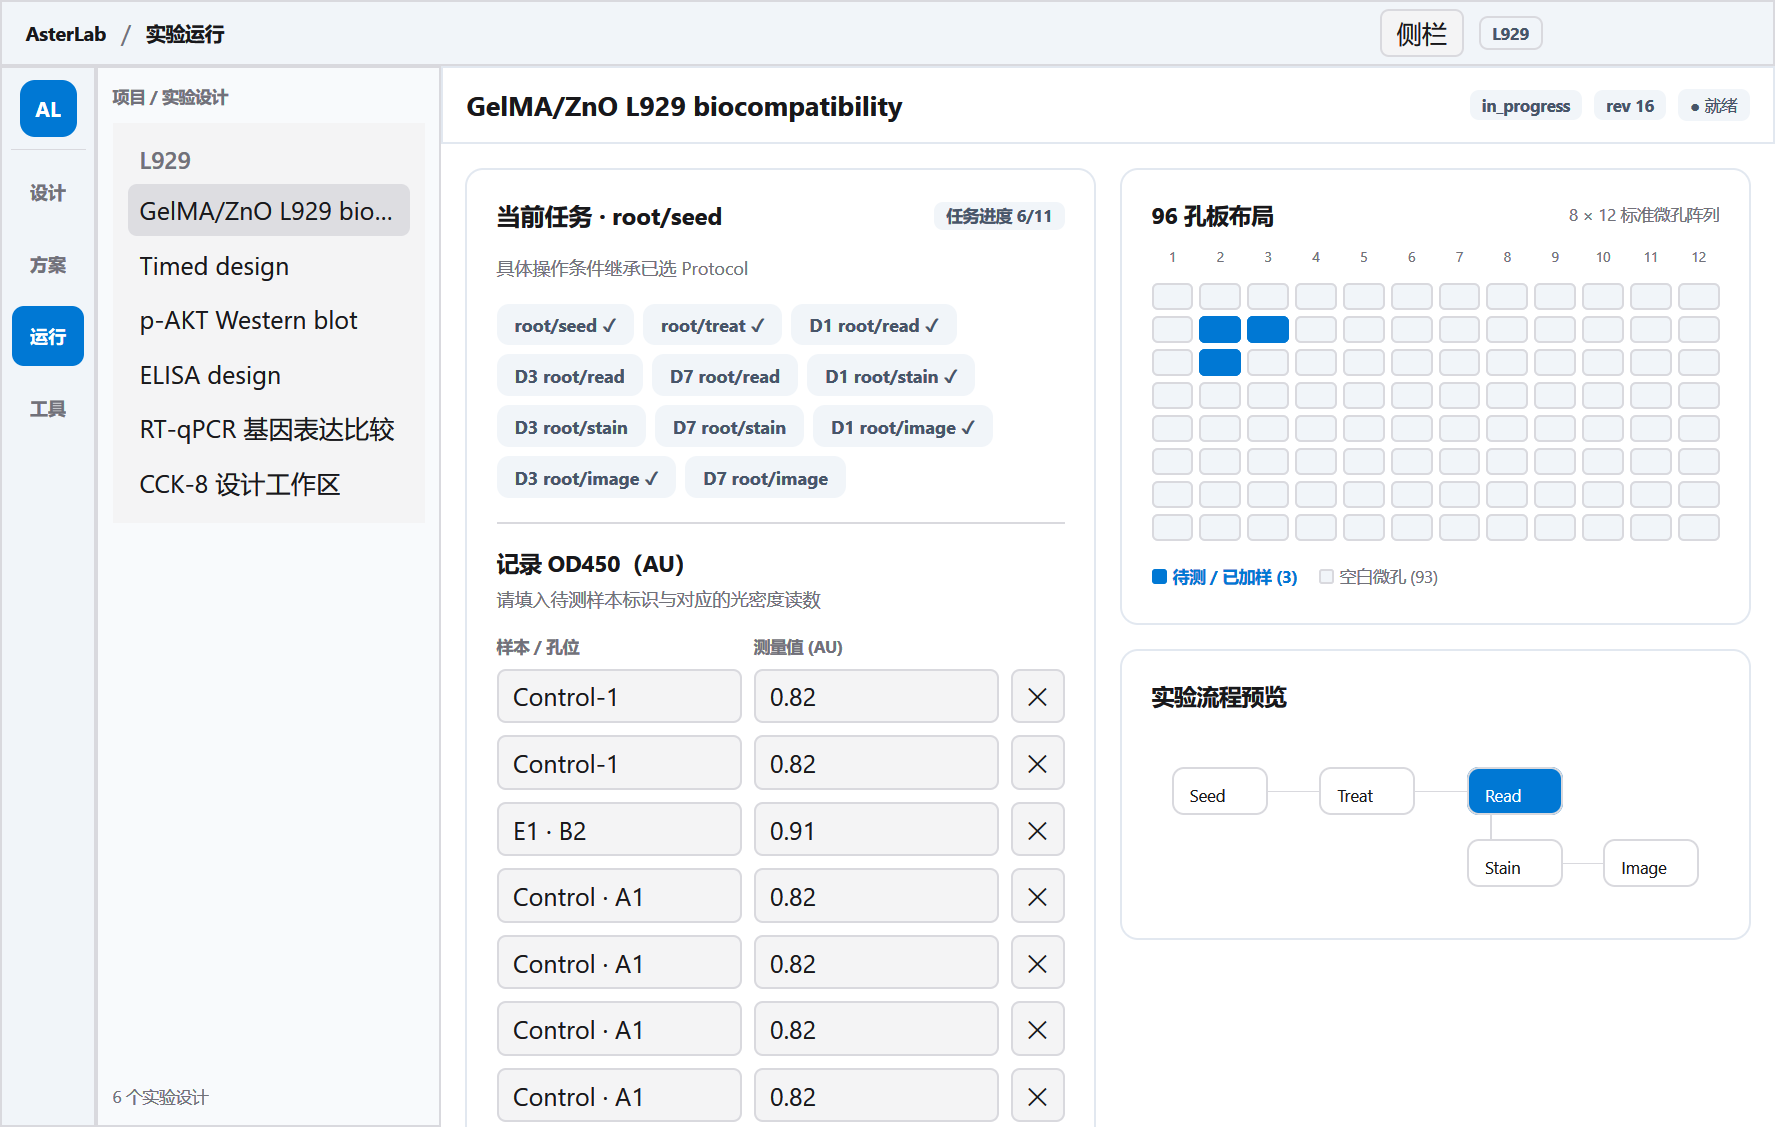 AsterLab / 实验运行
侧栏
L929
AL
设计
方案
运行
工具
项目 / 实验设计
L929
GelMA/ZnO L929 bio...
Timed design
p-AKT Western blot
ELISA design
RT-qPCR 基因表达比较
CCK-8 设计工作区
6 个实验设计
GelMA/ZnO L929 biocompatibility
in_progress
rev 16
● 就绪
当前任务 · root/seed
任务进度 6/11
具体操作条件继承已选 Protocol
root/seed ✓
root/treat ✓
D1 root/read ✓
D3 root/read
D7 root/read
D1 root/stain ✓
D3 root/stain
D7 root/stain
D1 root/image ✓
D3 root/image ✓
D7 root/image
记录 OD450（AU）
请填入待测样本标识与对应的光密度读数
样本 / 孔位
测量值 (AU)
Control-1
0.82
Control-1
0.82
E1 · B2
0.91
Control · A1
0.82
Control · A1
0.82
Control · A1
0.82
Control · A1
0.82
96 孔板布局
8 × 12 标准微孔阵列
1 2 3 4 5 6 7 8 9 10 11 12
待测 / 已加样 (3)
空白微孔 (93)
实验流程预览
Seed
Treat
Read
Stain
Image